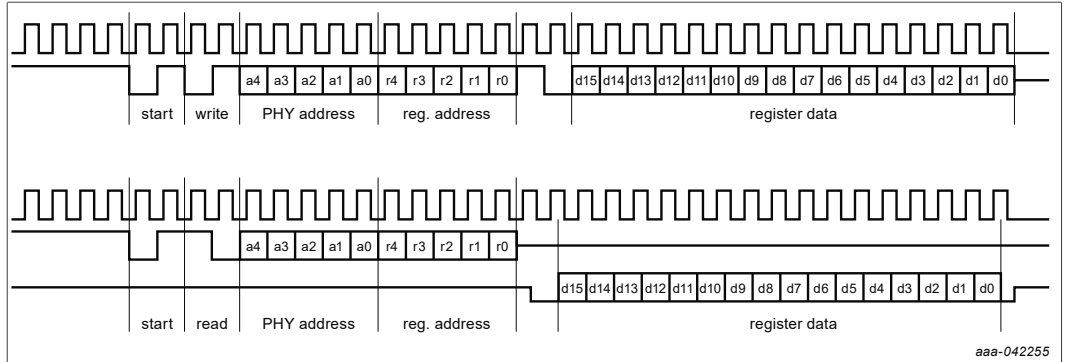 a4 a3 a2 a1 a0 r4 r3 r2 r1 r0 d15 d14 d13 d12 d11 d10 d9 d8 d7 d6 d5 d4 d3 d2 d1 d0
start write PHY address reg. address register data
a4 a3 a2 a1 a0 r4 r3 r2 r1 r0
d15 d14 d13 d12 d11 d10 d9 d8 d7 d6 d5 d4 d3 d2 d1 d0
start read PHY address reg. address register data
aaa-042255